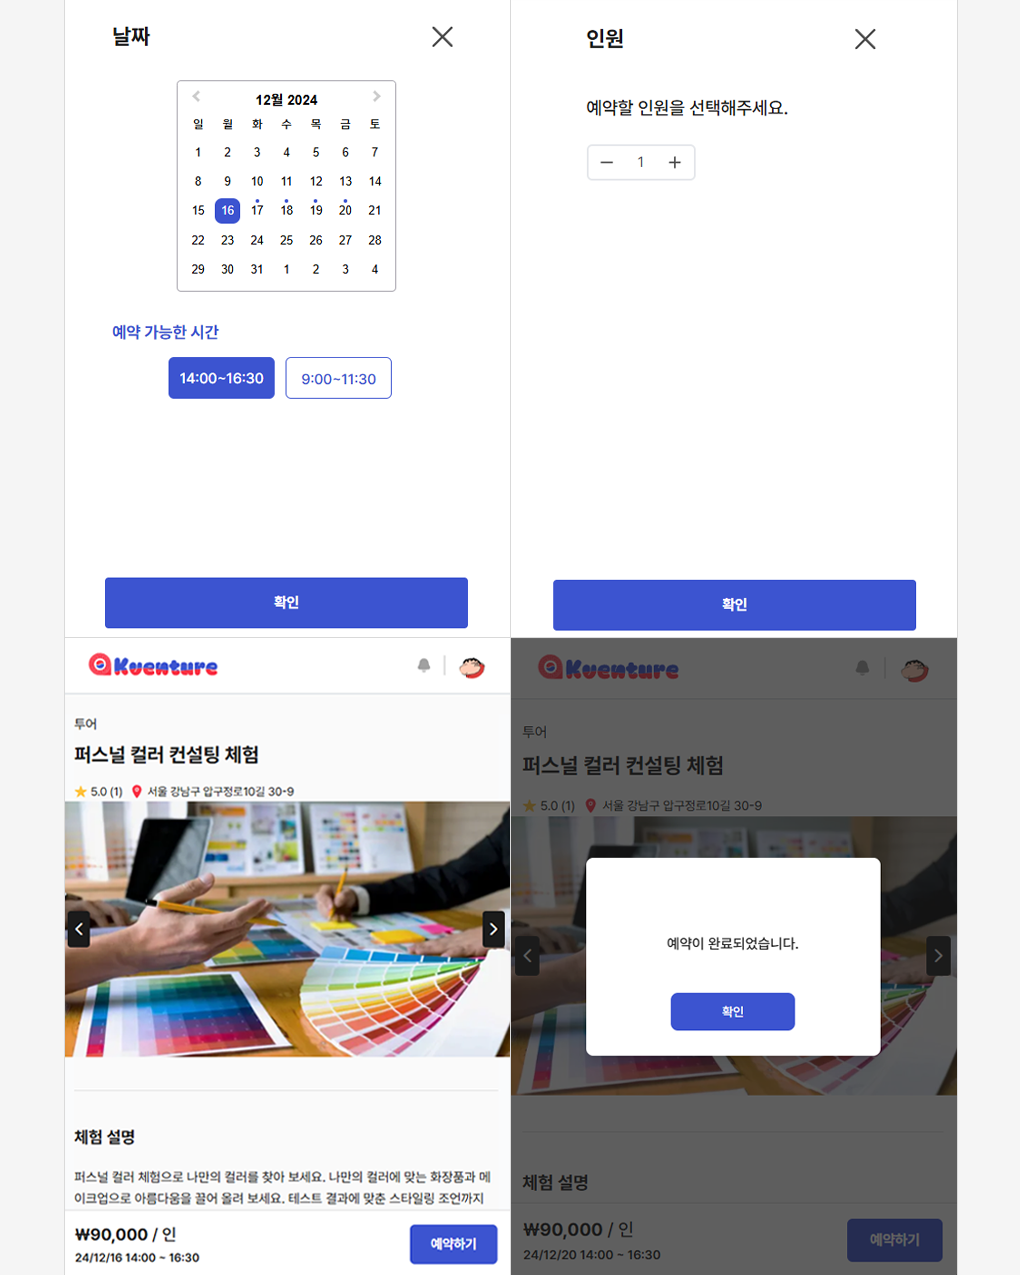 날짜
12월 2024
일 월 화 수 목 금 토
1 2 3 4 5 6 7
8 9 10 11 12 13 14
15 16 17 18 19 20 21
22 23 24 25 26 27 28
29 30 31 1 2 3 4
예약 가능한 시간
14:00~16:30 9:00~11:30
확인
인원
예약할 인원을 선택해주세요.
− 1 +
확인
Kventure
투어
퍼스널 컬러 컨설팅 체험
5.0 (1) 서울 강남구 압구정로10길 30-9
체험 설명
퍼스널 컬러 체험으로 나만의 컬러를 찾아 보세요. 나만의 컬러에 맞는 화장품과 메
이크업으로 아름다움을 끌어 올려 보세요. 테스트 결과에 맞춘 스타일링 조언까지
₩90,000 / 인
24/12/16 14:00 ~ 16:30
예약하기
Kventure
투어
퍼스널 컬러 컨설팅 체험
5.0 (1) 서울 강남구 압구정로10길 30-9
예약이 완료되었습니다.
확인
체험 설명
₩90,000 / 인
24/12/20 14:00 ~ 16:30
예약하기